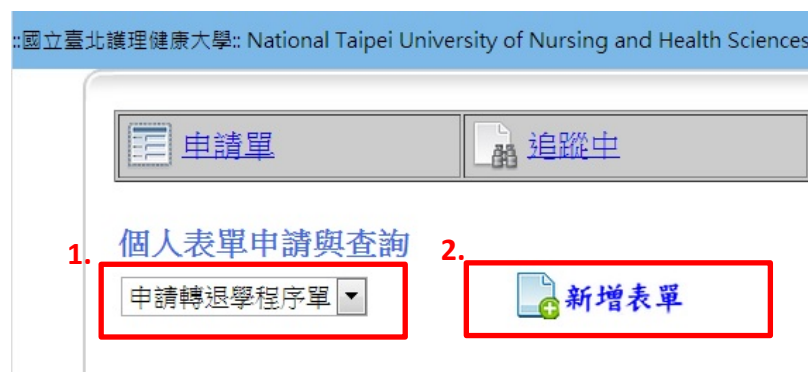 ::國立臺北護理健康大學:: National Taipei University of Nursing and Health Sciences
申請單 追蹤中
個人表單申請與查詢
1. 申請轉退學程序單
2. 新增表單